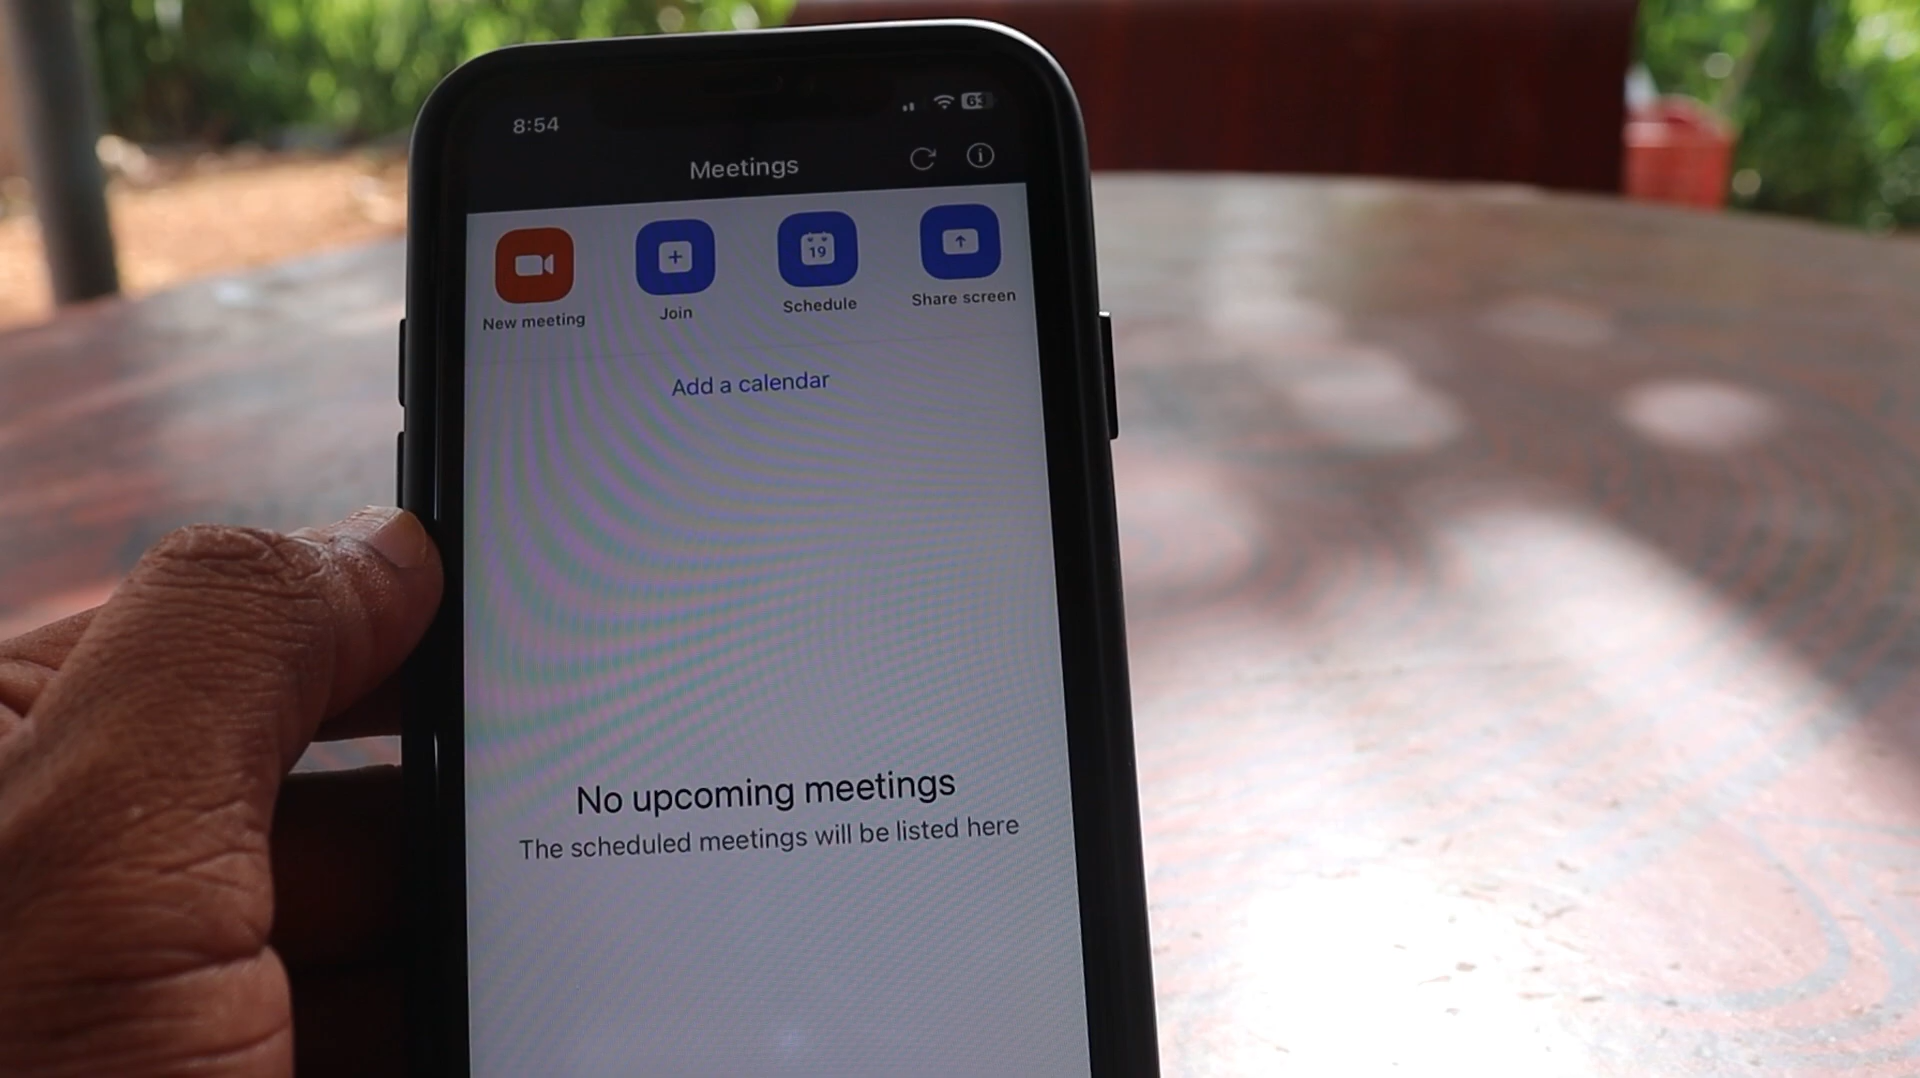 8:54
63
Meetings
New meeting
Join
19
Schedule
Share screen
Add a calendar
No upcoming meetings
The scheduled meetings will be listed here